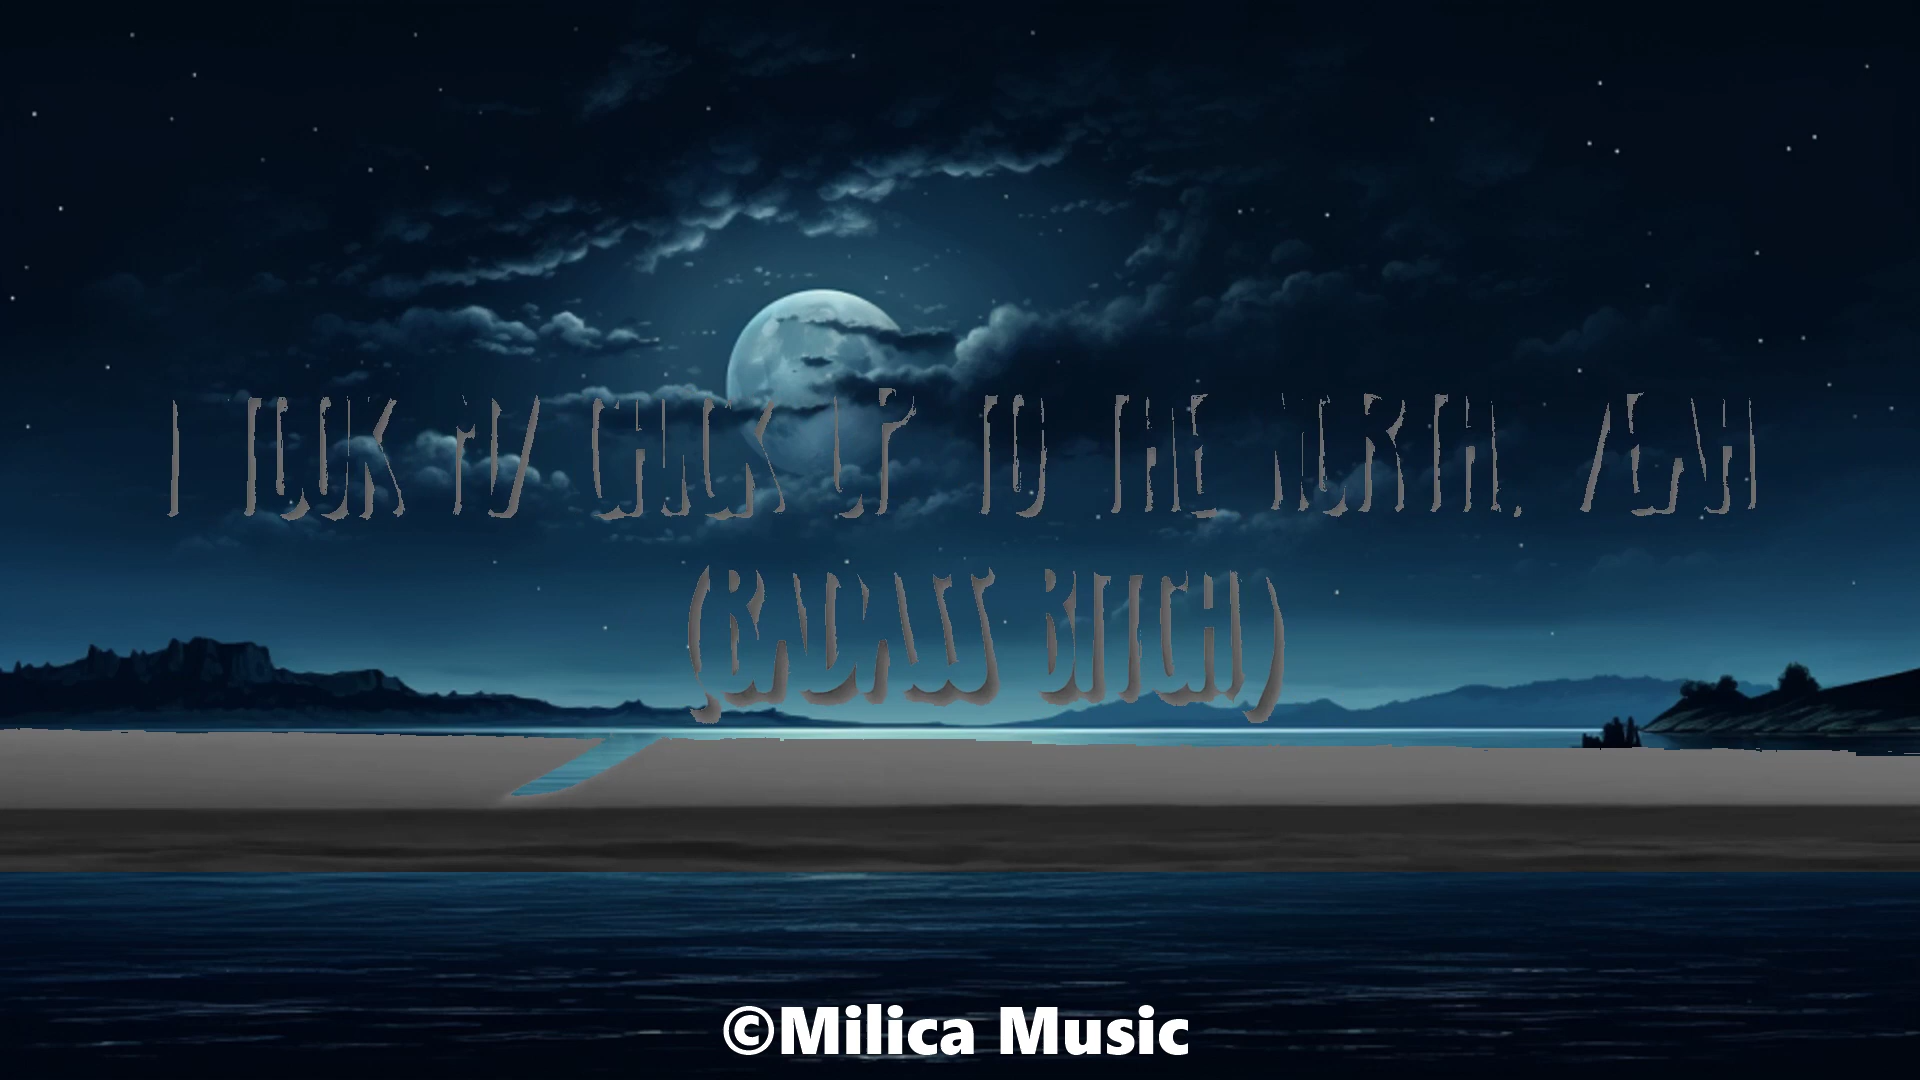 I TOOK MY CHICK UP TO THE NORTH, YEAH
(BADASS BITCH)
©Milica Music